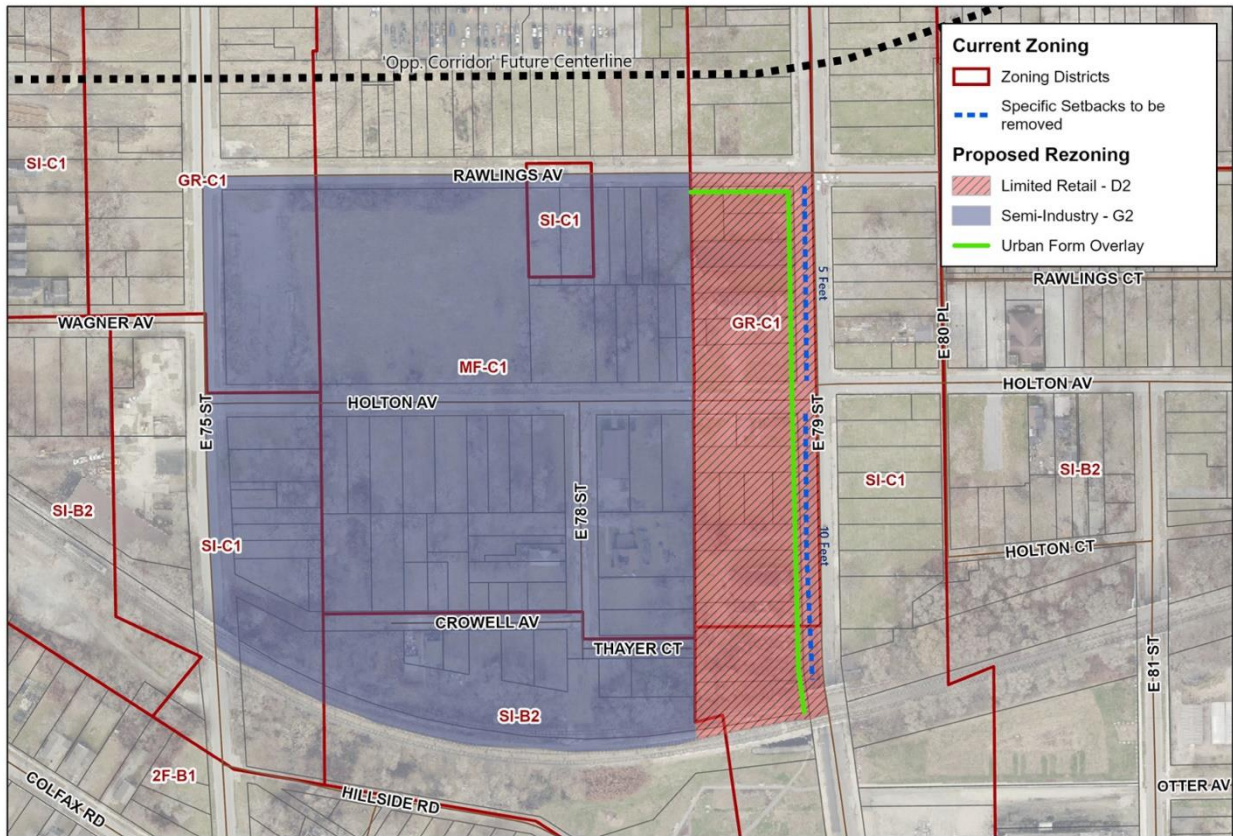 'Opp. Corridor' Future Centerline
Current Zoning
Zoning Districts
Specific Setbacks to be
removed
Proposed Rezoning
Limited Retail - D2
Semi-Industry - G2
Urban Form Overlay
SI-C1
GR-C1
RAWLINGS AV
SI-C1
5 Feet
RAWLINGS CT
WAGNER AV
GR-C1
E 80 PL
MF-C1
HOLTON AV
HOLTON AV
E 75 ST
E 79 ST
E 78 ST
SI-B2
SI-C1
SI-B2
SI-C1
10 Feet
HOLTON CT
CROWELL AV
THAYER CT
E 81 ST
SI-B2
2F-B1
COLFAX RD
HILLSIDE RD
OTTER AV